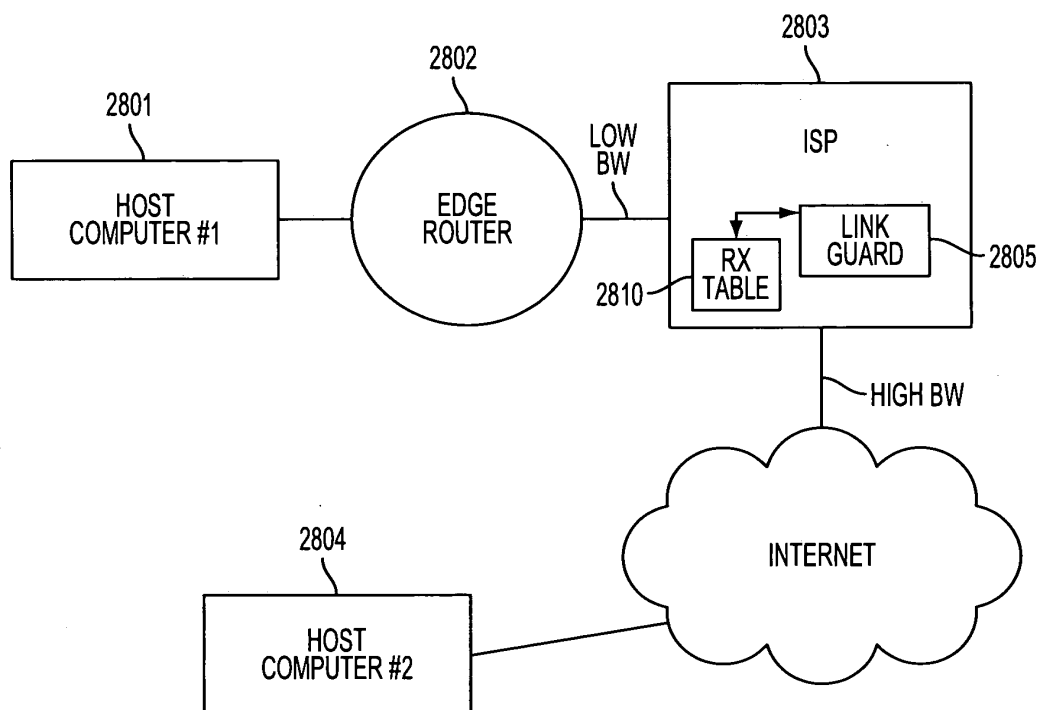 2803
2802
2801
LOW
BW
ISP
HOST
COMPUTER #1
EDGE
ROUTER
LINK
GUARD
2805
RX
TABLE
2810
HIGH BW
INTERNET
2804
HOST
COMPUTER #2